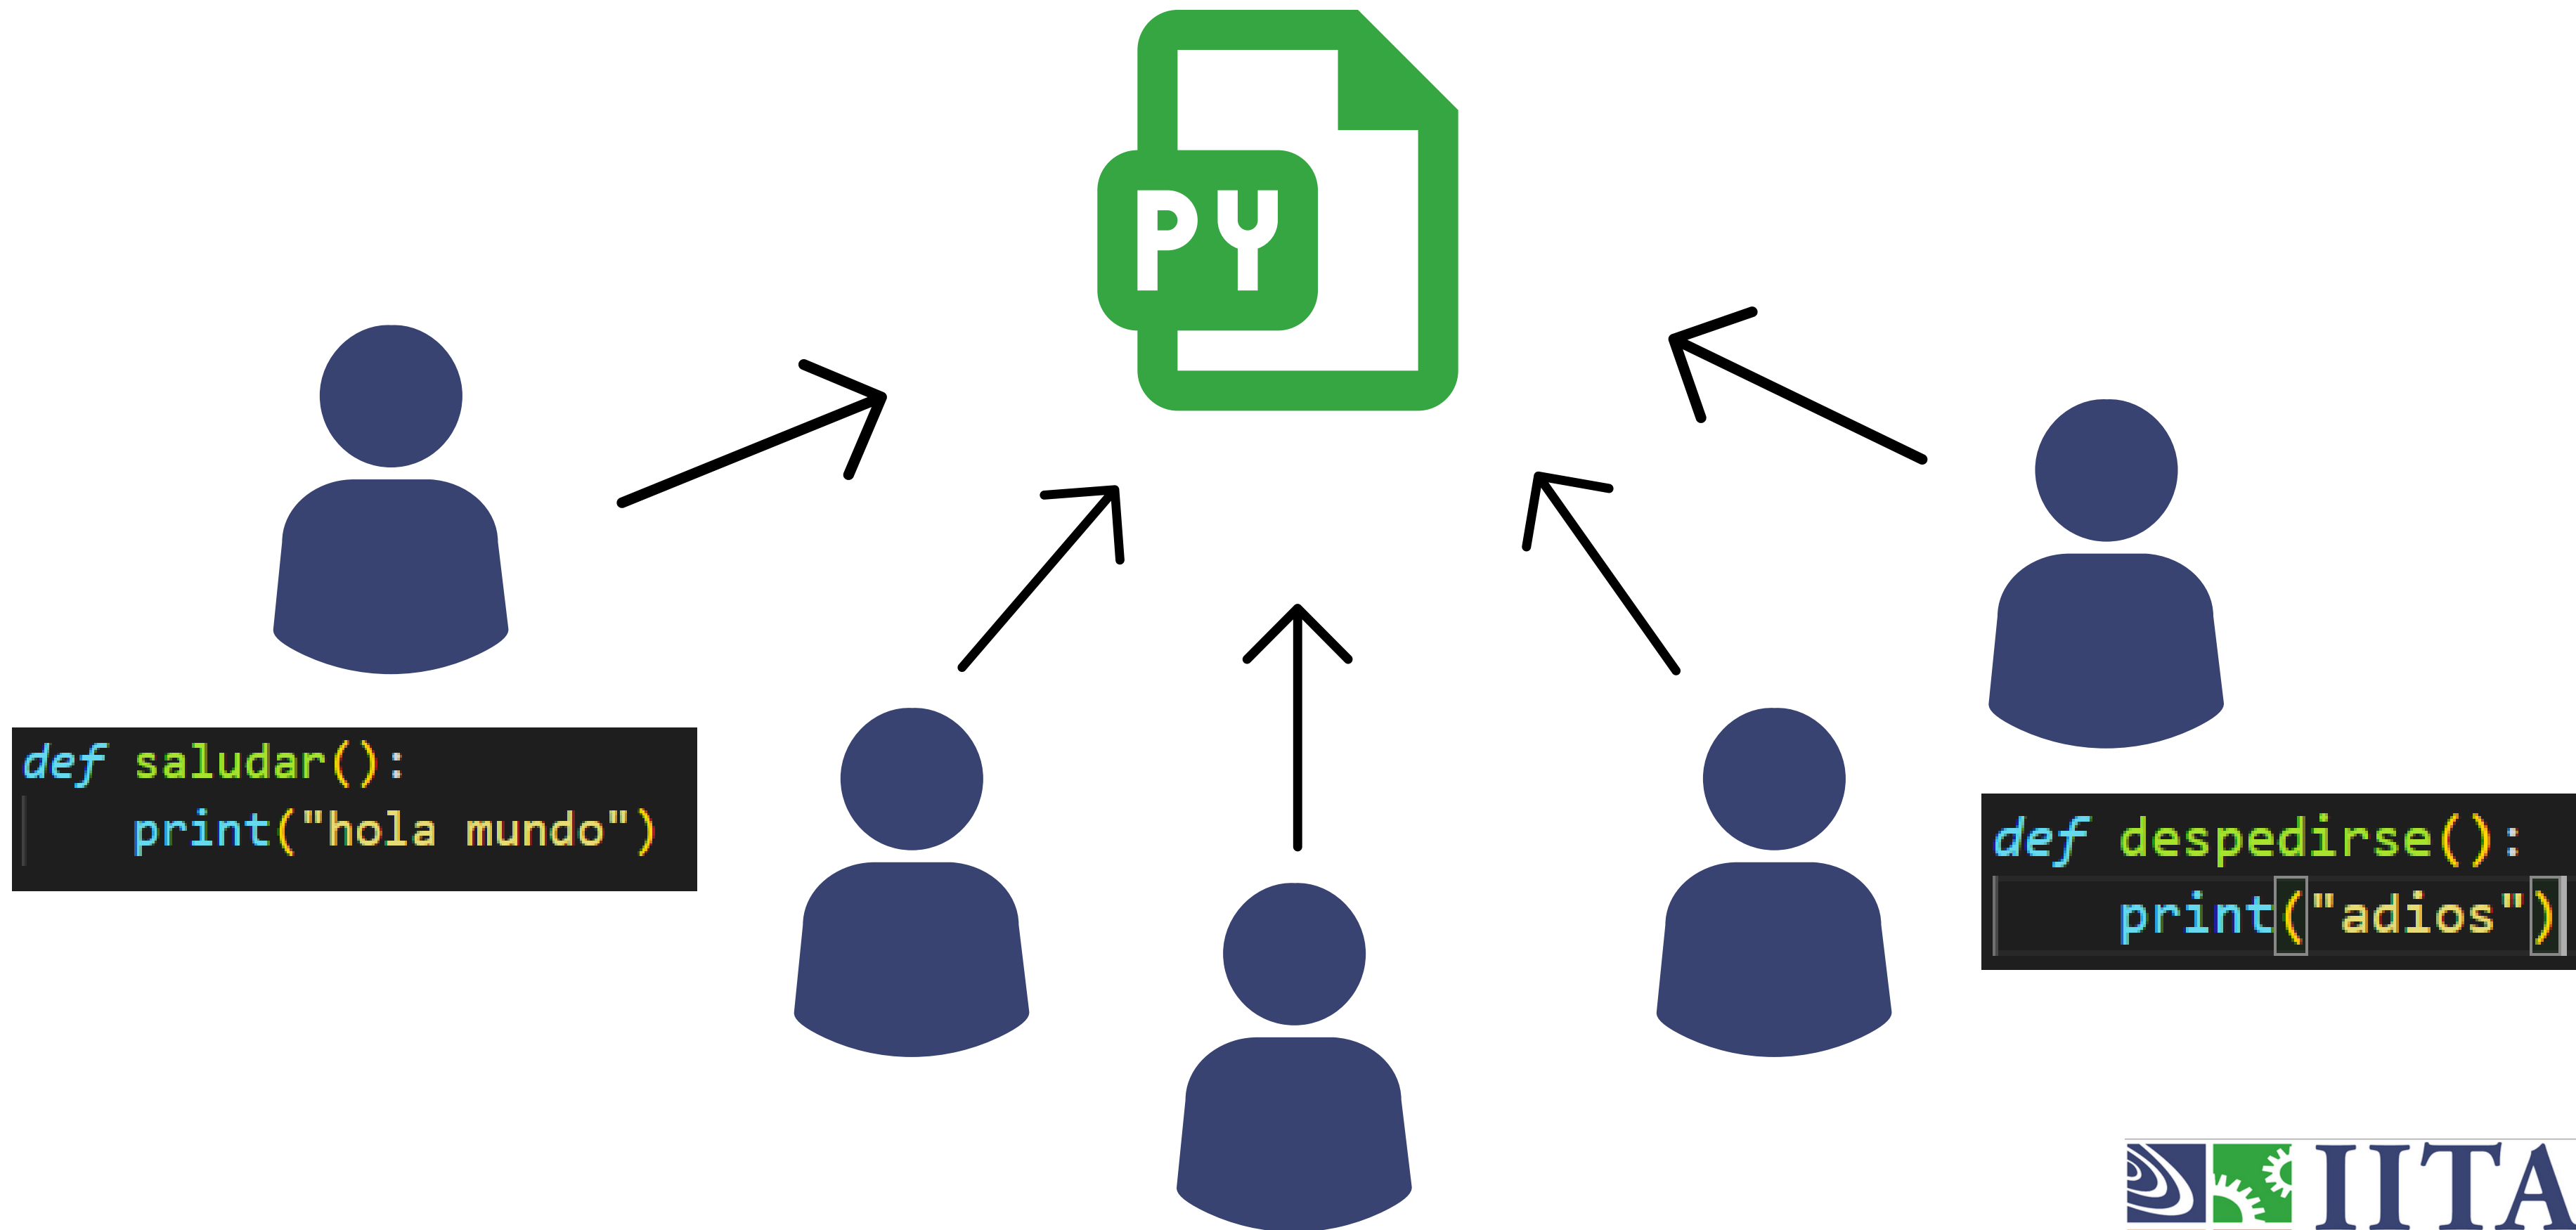 PY
def saludar():
print("hola mundo")
def despedirse():
print("adios")
IITA